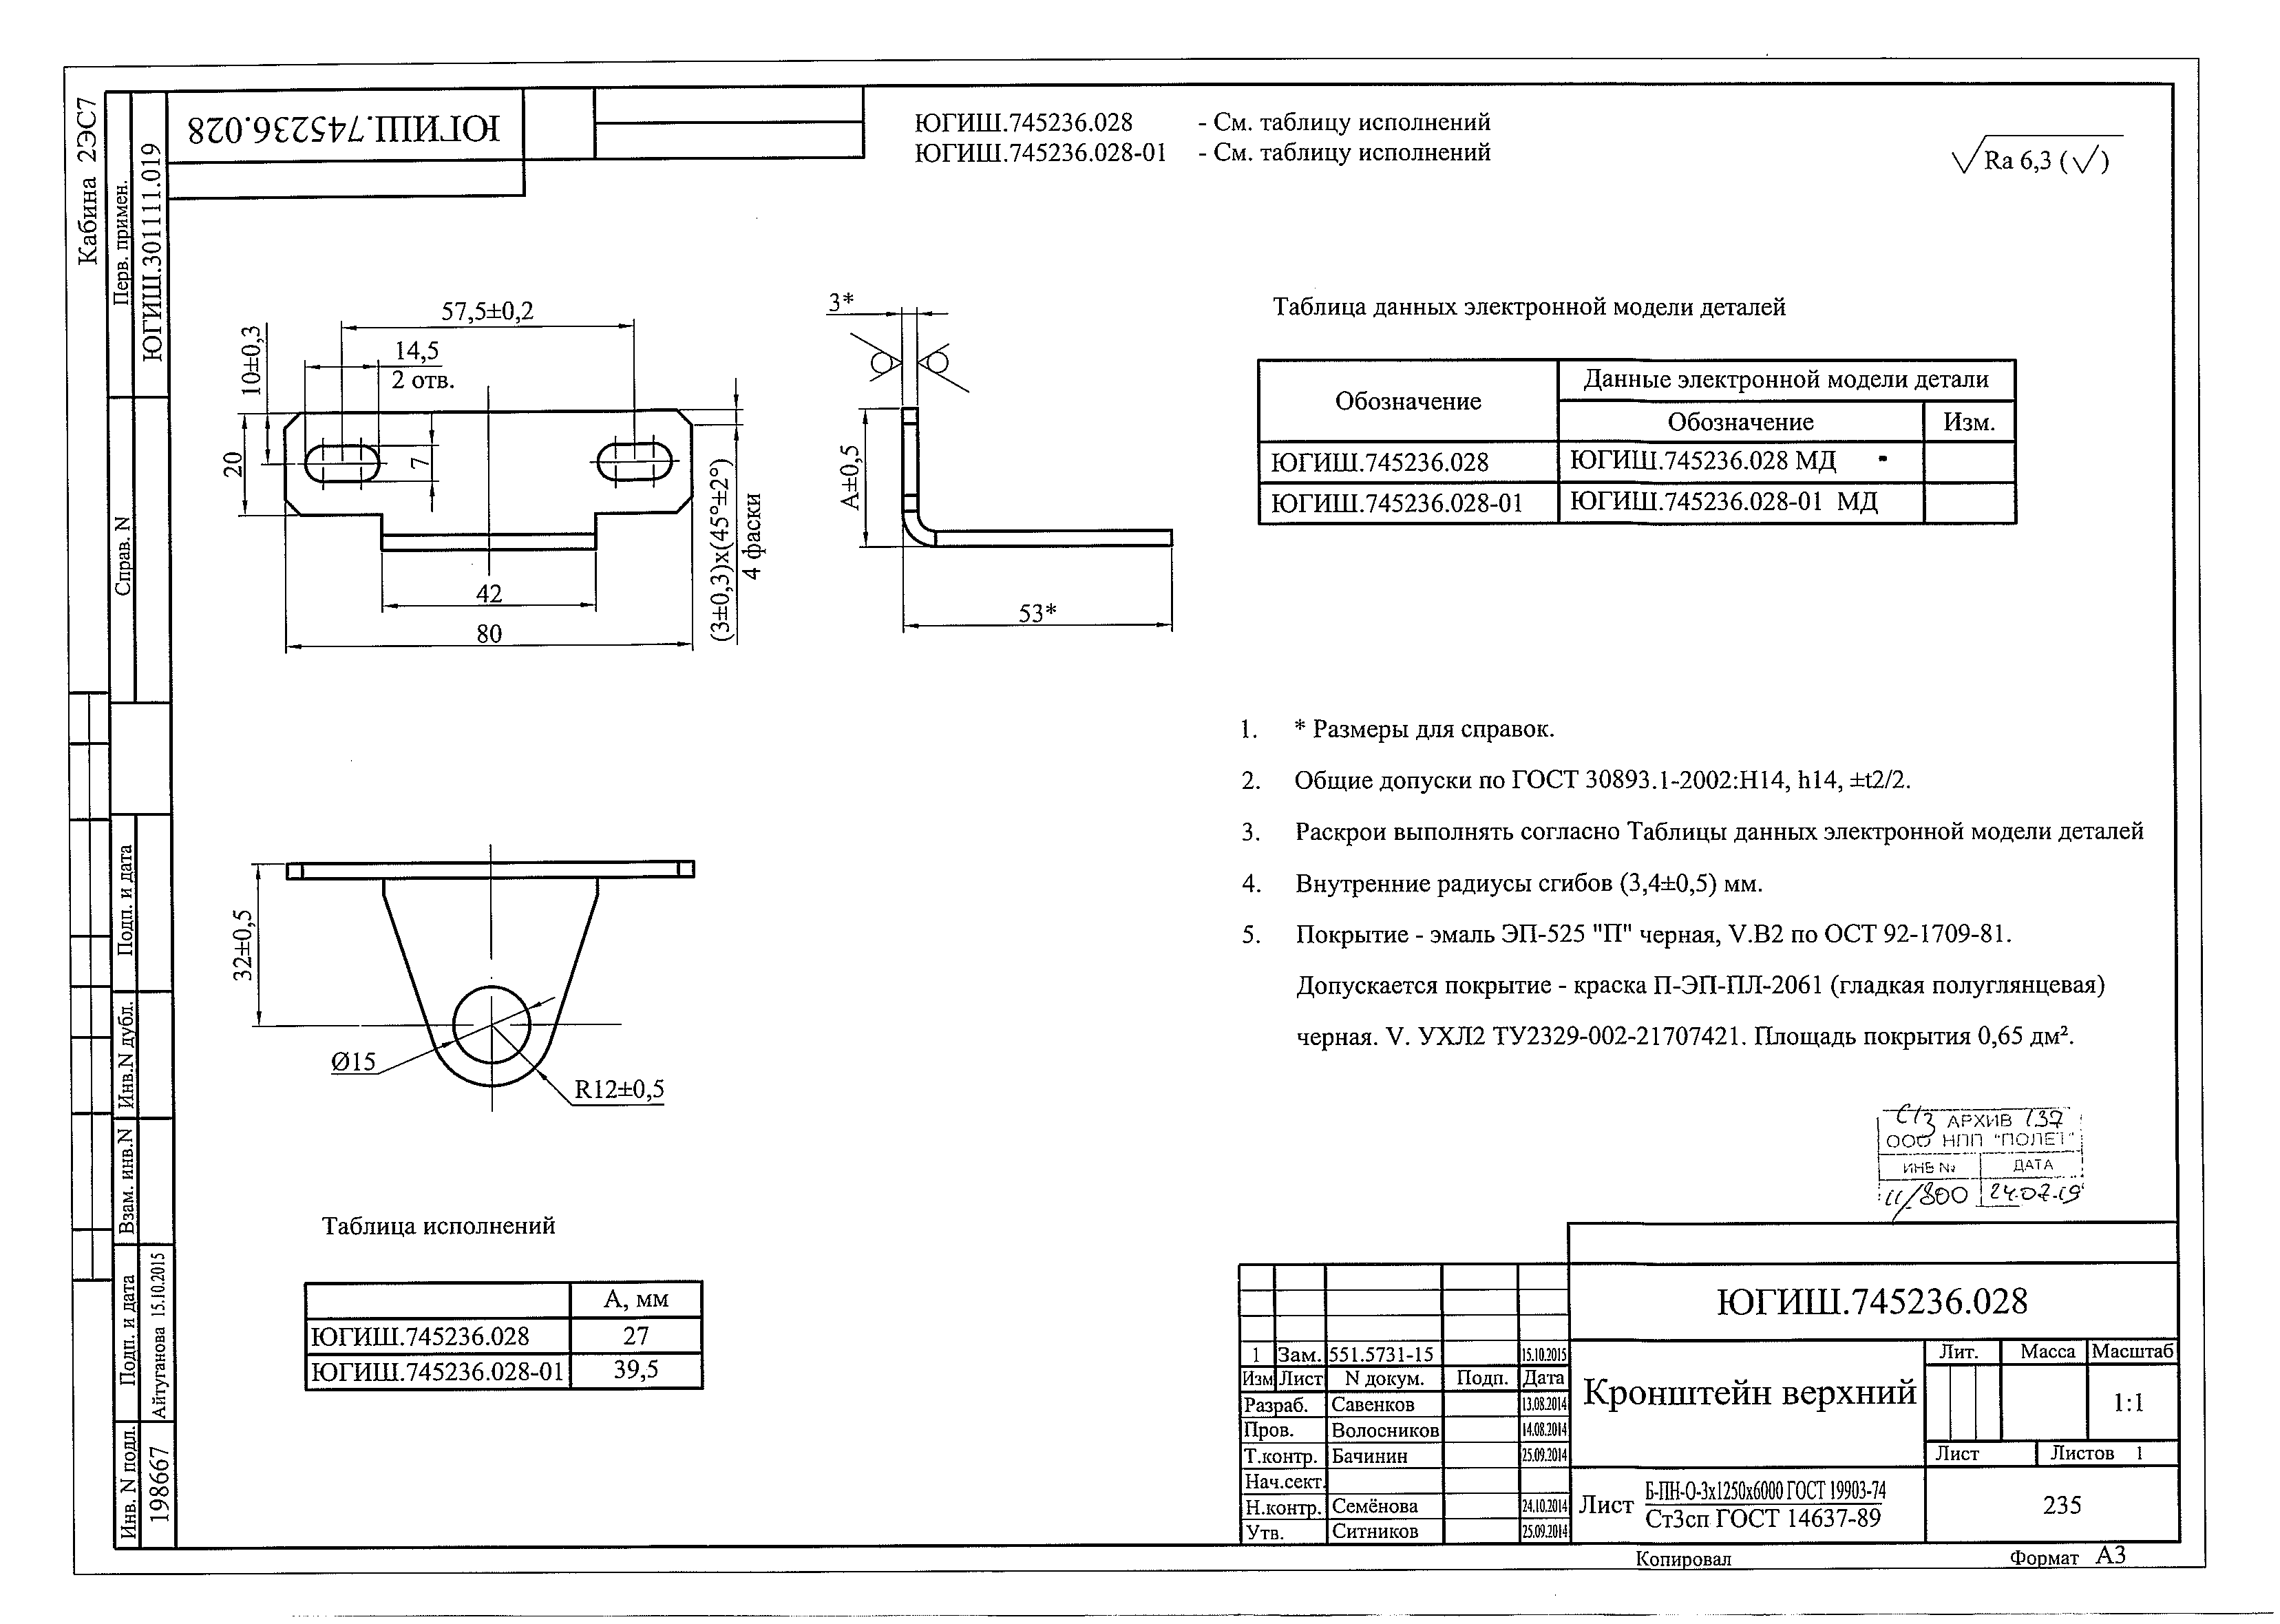 Кабина 2ЭС7
Перв. примен.
ЮГИШ.301111.019
Справ. N
Подп. и дата
Инв.N дубл.
Взам. инв.N
Подп. и дата
Айтуганова 15.10.2015
Инв. N подл.
198667
ЮГИШ.745236.028
ЮГИШ.745236.028 - См. таблицу исполнений
ЮГИШ.745236.028-01 - См. таблицу исполнений
Ra 6,3 (√)
57,5±0,2
14,5
2 отв.
10±0,3
20
7
42
80
(3±0,3)x(45°±2°)
4 фаски
3*
A±0,5
53*
Таблица данных электронной модели деталей
Обозначение
Данные электронной модели детали
Обозначение Изм.
ЮГИШ.745236.028 ЮГИШ.745236.028 МД
ЮГИШ.745236.028-01 ЮГИШ.745236.028-01 МД
32±0,5
Ø15
R12±0,5
1. * Размеры для справок.
2. Общие допуски по ГОСТ 30893.1-2002:H14, h14, ±t2/2.
3. Раскрои выполнять согласно Таблицы данных электронной модели деталей
4. Внутренние радиусы сгибов (3,4±0,5) мм.
5. Покрытие - эмаль ЭП-525 "П" черная, V.В2 по ОСТ 92-1709-81.
Допускается покрытие - краска П-ЭП-ПЛ-2061 (гладкая полуглянцевая)
черная. V. УХЛ2 ТУ2329-002-21707421. Площадь покрытия 0,65 дм².
АРХИВ 137
ООО НПП "ПОЛЕТ"
ИНВ № ДАТА
11/800 24.07.19
Таблица исполнений
А, мм
ЮГИШ.745236.028 27
ЮГИШ.745236.028-01 39,5
ЮГИШ.745236.028
1 Зам. 551.5731-15 15.10.2015
Изм Лист N докум. Подп. Дата
Разраб. Савенков 13.08.2014
Пров. Волосников 14.08.2014
Т.контр. Бачинин 25.09.2014
Нач.сект.
Н.контр. Семёнова 24.10.2014
Утв. Ситников 25.09.2014
Кронштейн верхний
Лит. Масса Масштаб
1:1
Лист Листов 1
Лист Б-ПН-О-3х1250х6000 ГОСТ 19903-74
Ст3сп ГОСТ 14637-89
235
Копировал Формат А3